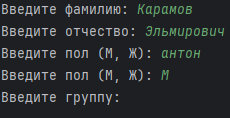 Введите фамилию: Карамов
Введите отчество: Эльмирович
Введите пол (М, Ж): антон
Введите пол (М, Ж): М
Введите группу: